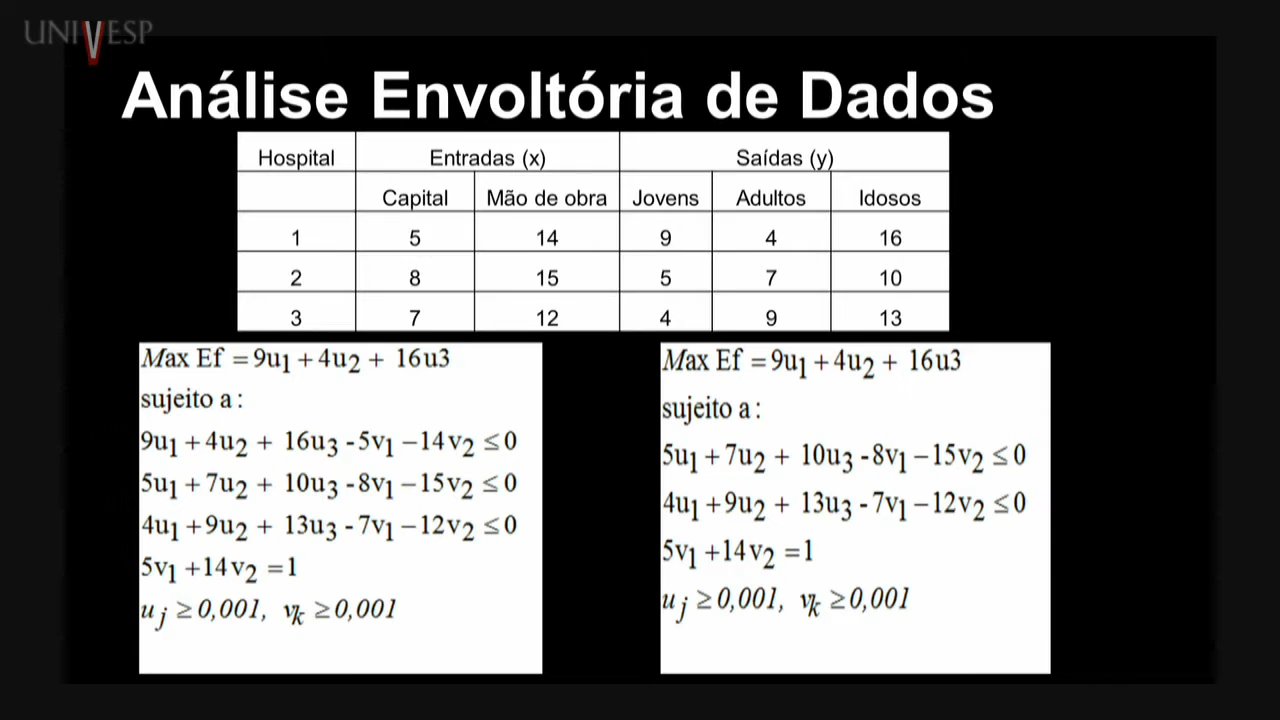 UNIVESP
Análise Envoltória de Dados
Hospital Entradas (x) Saídas (y)
Capital Mão de obra Jovens Adultos Idosos
1 5 14 9 4 16
2 8 15 5 7 10
3 7 12 4 9 13
Max Ef = 9u1 + 4u2 + 16u3
sujeito a :
9u1 + 4u2 + 16u3 - 5v1 − 14v2 ≤ 0
5u1 + 7u2 + 10u3 - 8v1 − 15v2 ≤ 0
4u1 + 9u2 + 13u3 - 7v1 − 12v2 ≤ 0
5v1 + 14v2 = 1
uj ≥ 0,001, vk ≥ 0,001
Max Ef = 9u1 + 4u2 + 16u3
sujeito a :
5u1 + 7u2 + 10u3 - 8v1 − 15v2 ≤ 0
4u1 + 9u2 + 13u3 - 7v1 − 12v2 ≤ 0
5v1 + 14v2 = 1
uj ≥ 0,001, vk ≥ 0,001